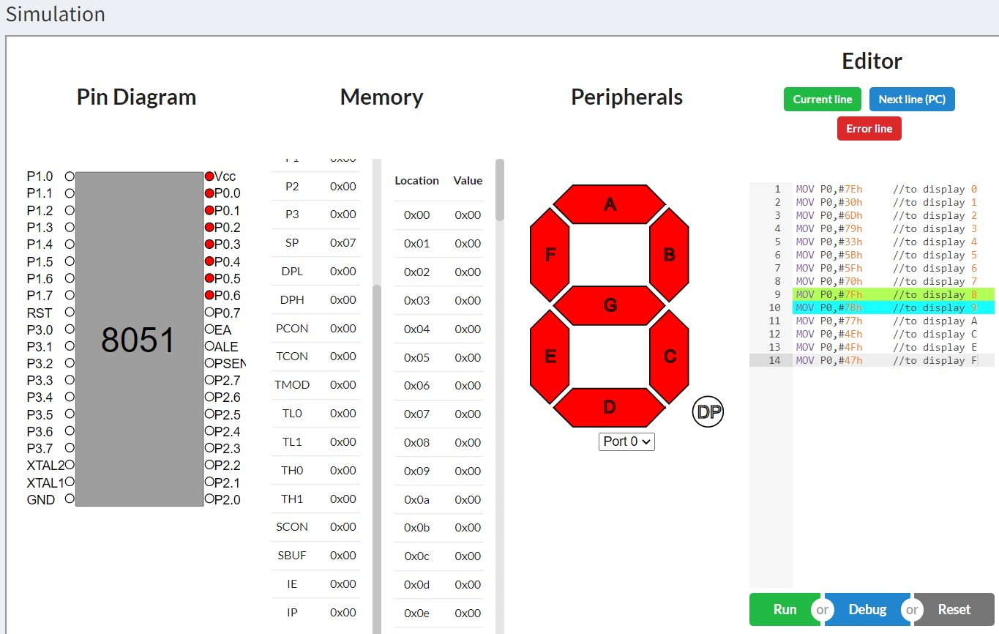 Simulation
Pin Diagram
Memory
Peripherals
Editor
Current line
Next line (PC)
Error line
P1.0
P1.1
P1.2
P1.3
P1.4
P1.5
P1.6
P1.7
RST
P3.0
P3.1
P3.2
P3.3
P3.4
P3.5
P3.6
P3.7
XTAL2
XTAL1
GND
8051
Vcc
P0.0
P0.1
P0.2
P0.3
P0.4
P0.5
P0.6
P0.7
EA
ALE
PSEN
P2.7
P2.6
P2.5
P2.4
P2.3
P2.2
P2.1
P2.0
P2 0x00
P3 0x00
SP 0x07
DPL 0x00
DPH 0x00
PCON 0x00
TCON 0x00
TMOD 0x00
TL0 0x00
TL1 0x00
TH0 0x00
TH1 0x00
SCON 0x00
SBUF 0x00
IE 0x00
IP 0x00
Location Value
0x00 0x00
0x01 0x00
0x02 0x00
0x03 0x00
0x04 0x00
0x05 0x00
0x06 0x00
0x07 0x00
0x08 0x00
0x09 0x00
0x0a 0x00
0x0b 0x00
0x0c 0x00
0x0d 0x00
0x0e 0x00
A
F
B
G
E
C
D
DP
Port 0
1 MOV P0,#7Eh //to display 0
2 MOV P0,#30h //to display 1
3 MOV P0,#6Dh //to display 2
4 MOV P0,#79h //to display 3
5 MOV P0,#33h //to display 4
6 MOV P0,#5Bh //to display 5
7 MOV P0,#5Fh //to display 6
8 MOV P0,#70h //to display 7
9 MOV P0,#7Fh //to display 8
10 MOV P0,#7Bh //to display 9
11 MOV P0,#77h //to display A
12 MOV P0,#4Eh //to display C
13 MOV P0,#4Fh //to display E
14 MOV P0,#47h //to display F
Run or Debug or Reset